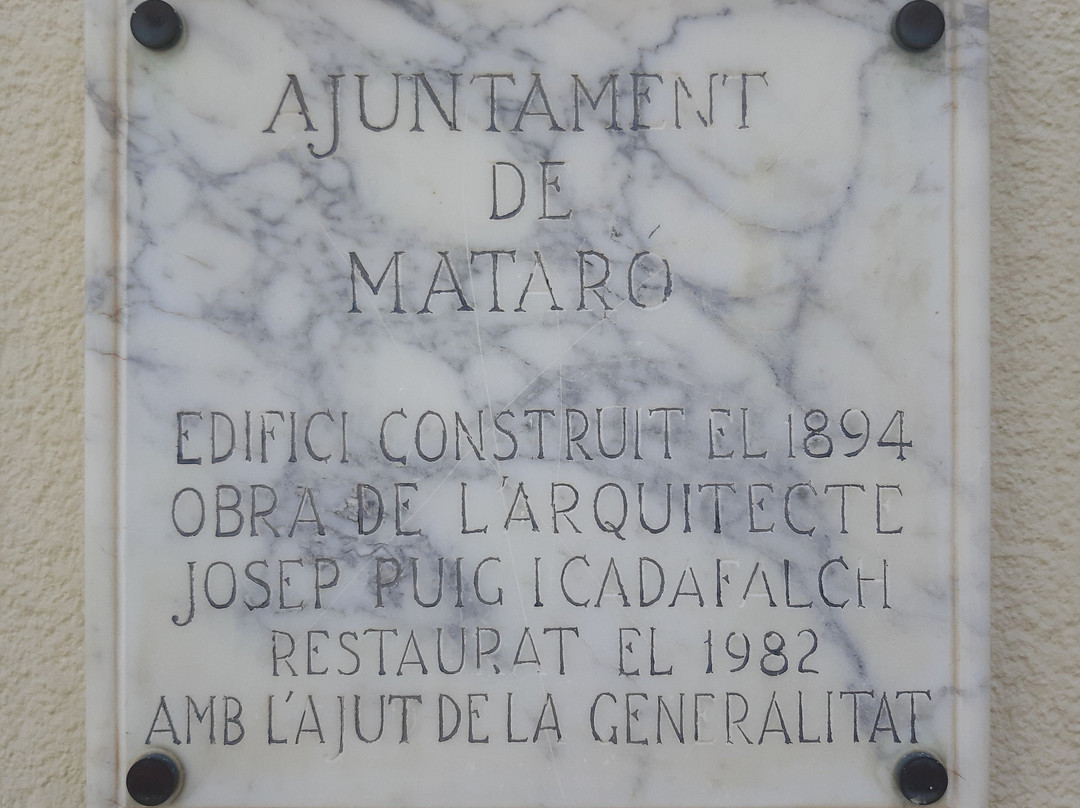 AJUNTAMENT
DE
MATARÓ
EDIFICI CONSTRUIT EL 1894
OBRA DE L'ARQUITECTE
JOSEP PUIG I CADAFALCH
RESTAURAT EL 1982
AMB L'AJUT DE LA GENERALITAT